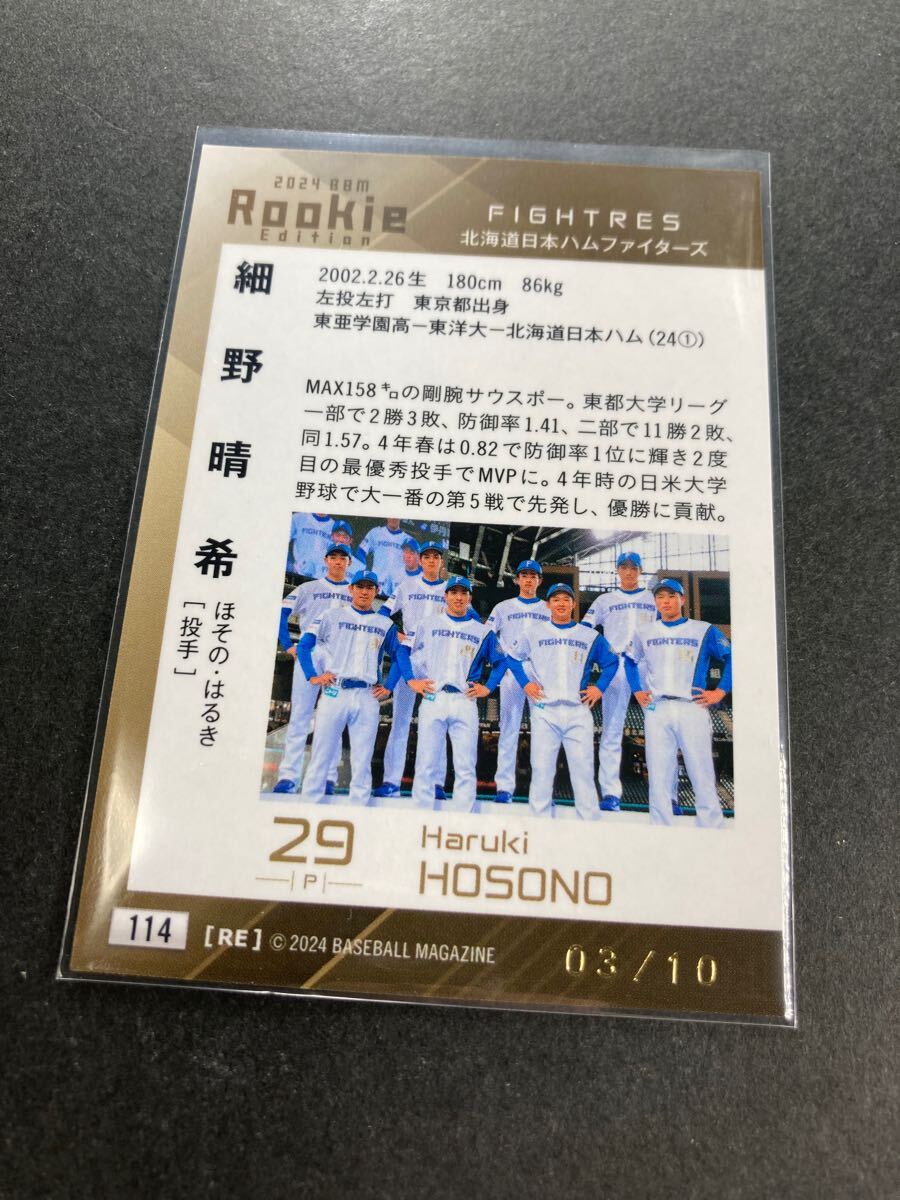 2024 BBM
Rookie
Edition
FIGHTRES
北海道日本ハムファイターズ
細野晴希
ほその・はるき
[投手]
2002.2.26生 180cm 86kg
左投左打 東京都出身
東亜学園高ー東洋大ー北海道日本ハム(24①)
MAX158㌔の剛腕サウスポー。東都大学リーグ
一部で2勝3敗、防御率1.41、二部で11勝2敗、
同1.57。4年春は0.82で防御率1位に輝き2度
目の最優秀投手でMVPに。4年時の日米大学
野球で大一番の第5戦で先発し、優勝に貢献。
FIGHTERS
FIGHTERS
FIGHTERS
FIGHTERS
29
P
Haruki
HOSONO
114
[RE] © 2024 BASEBALL MAGAZINE
03/10